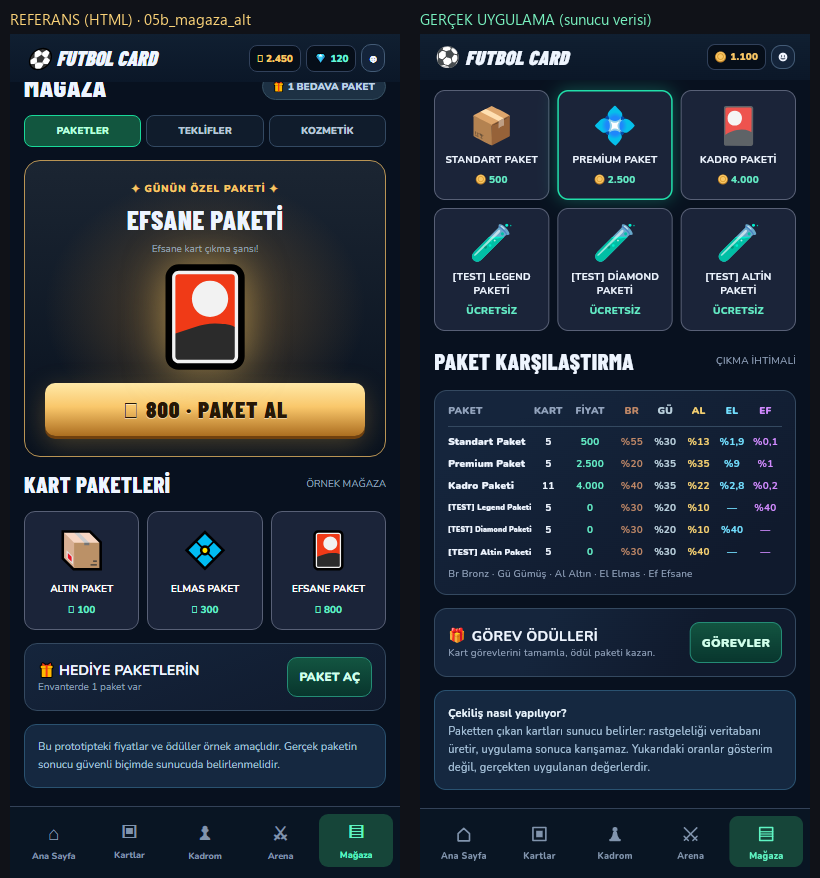 REFERANS (HTML) · 05b_magaza_alt
FUTBOL CARD
2.450
120
MAĞAZA
1 BEDAVA PAKET
PAKETLER
TEKLİFLER
KOZMETİK
✦ GÜNÜN ÖZEL PAKETİ ✦
EFSANE PAKETİ
Efsane kart çıkma şansı!
800 · PAKET AL
KART PAKETLERİ
ÖRNEK MAĞAZA
ALTIN PAKET
100
ELMAS PAKET
300
EFSANE PAKET
800
HEDİYE PAKETLERİN
Envanterde 1 paket var
PAKET AÇ
Bu prototipteki fiyatlar ve ödüller örnek amaçlıdır. Gerçek paketin
sonucu güvenli biçimde sunucuda belirlenmelidir.
Ana Sayfa
Kartlar
Kadrom
Arena
Mağaza
GERÇEK UYGULAMA (sunucu verisi)
FUTBOL CARD
1.100
STANDART PAKET
500
PREMİUM PAKET
2.500
KADRO PAKETİ
4.000
[TEST] LEGEND
PAKETİ
ÜCRETSİZ
[TEST] DİAMOND
PAKETİ
ÜCRETSİZ
[TEST] ALTİN
PAKETİ
ÜCRETSİZ
PAKET KARŞILAŞTIRMA
ÇIKMA İHTİMALİ
PAKET KART FİYAT BR GÜ AL EL EF
Standart Paket 5 500 %55 %30 %13 %1,9 %0,1
Premium Paket 5 2.500 %20 %35 %35 %9 %1
Kadro Paketi 11 4.000 %40 %35 %22 %2,8 %0,2
[TEST] Legend Paketi 5 0 %30 %20 %10 — %40
[TEST] Diamond Paketi 5 0 %30 %20 %10 %40 —
[TEST] Altin Paketi 5 0 %30 %30 %40 — —
Br Bronz · Gü Gümüş · Al Altın · El Elmas · Ef Efsane
GÖREV ÖDÜLLERİ
Kart görevlerini tamamla, ödül paketi kazan.
GÖREVLER
Çekiliş nasıl yapılıyor?
Paketten çıkan kartları sunucu belirler: rastgeleliği veritabanı
üretir, uygulama sonuca karışamaz. Yukarıdaki oranlar gösterim
değil, gerçekten uygulanan değerlerdir.
Ana Sayfa
Kartlar
Kadrom
Arena
Mağaza